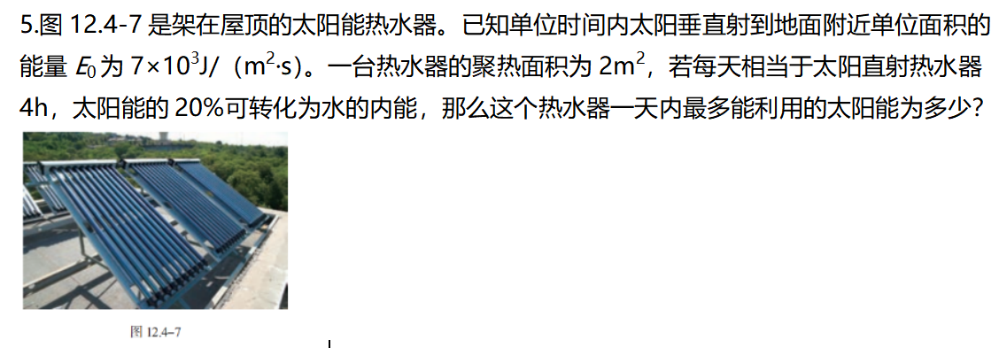 5.图 12.4-7 是架在屋顶的太阳能热水器。已知单位时间内太阳垂直射到地面附近单位面积的
能量 E₀为 7×10³J/（m²·s）。一台热水器的聚热面积为 2m²，若每天相当于太阳直射热水器
4h，太阳能的 20%可转化为水的内能，那么这个热水器一天内最多能利用的太阳能为多少？
图 12.4–7